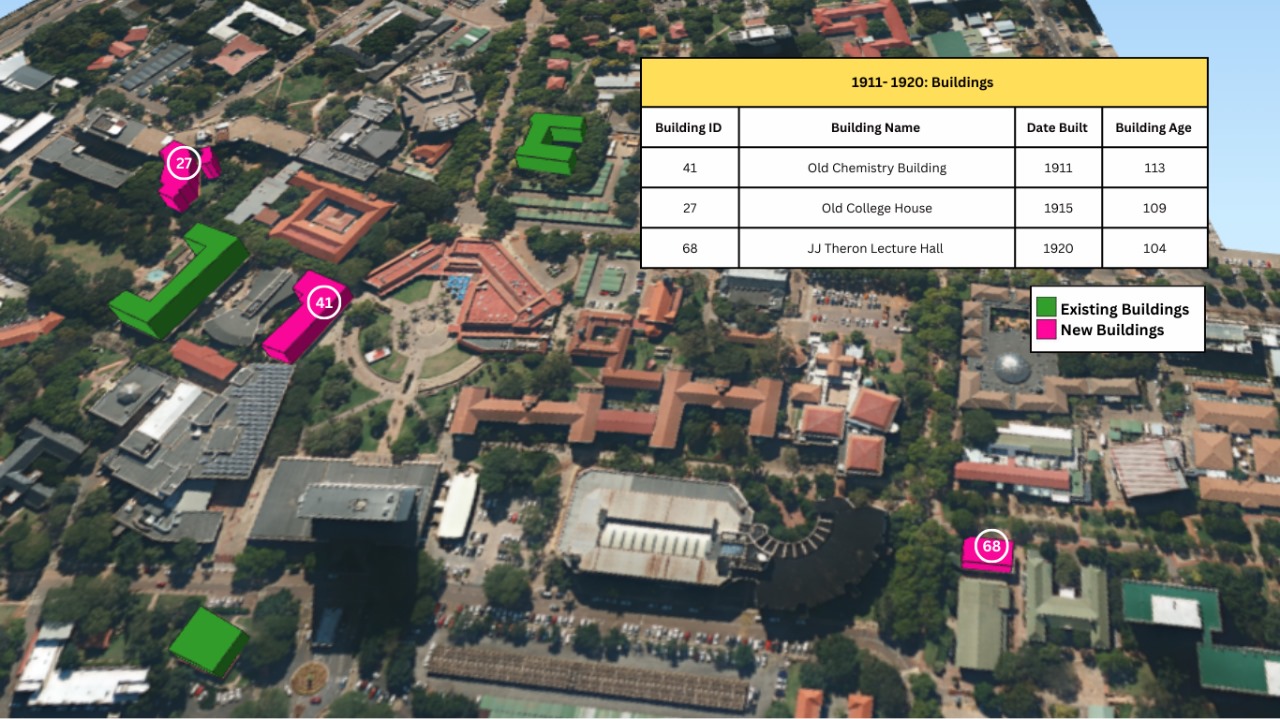 1911- 1920: Buildings
Building ID Building Name Date Built Building Age
41 Old Chemistry Building 1911 113
27 Old College House 1915 109
68 JJ Theron Lecture Hall 1920 104
Existing Buildings
New Buildings
27
41
68